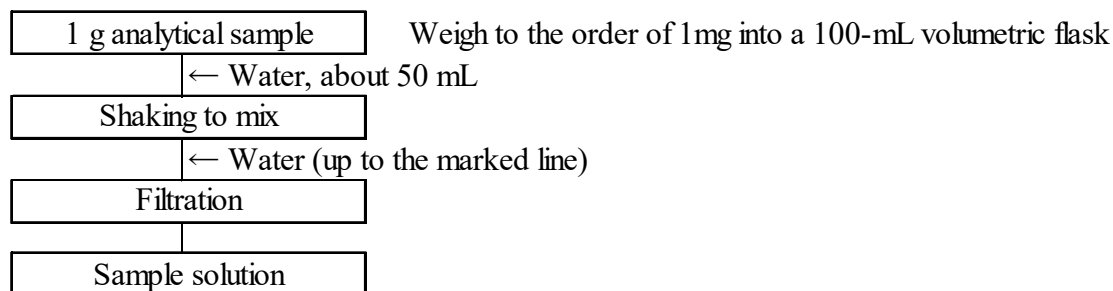 1 g analytical sample Weigh to the order of 1mg into a 100-mL volumetric flask
← Water, about 50 mL
Shaking to mix
← Water (up to the marked line)
Filtration
Sample solution